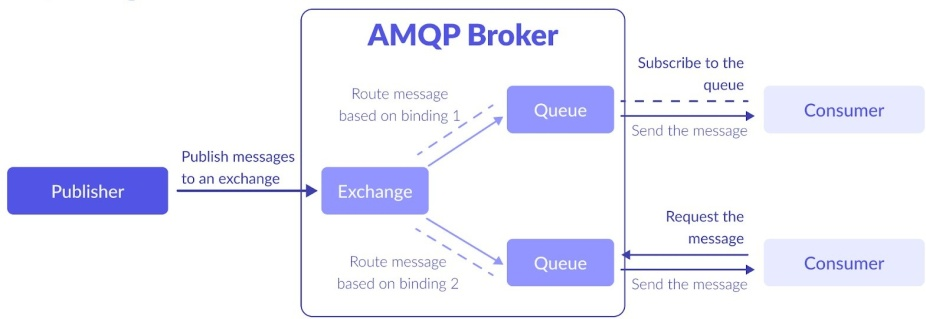 AMQP Broker
Subscribe to the
queue
Route message
based on binding 1
Queue
Consumer
Send the message
Publish messages
to an exchange
Publisher
Exchange
Request the
message
Route message
based on binding 2
Queue
Consumer
Send the message